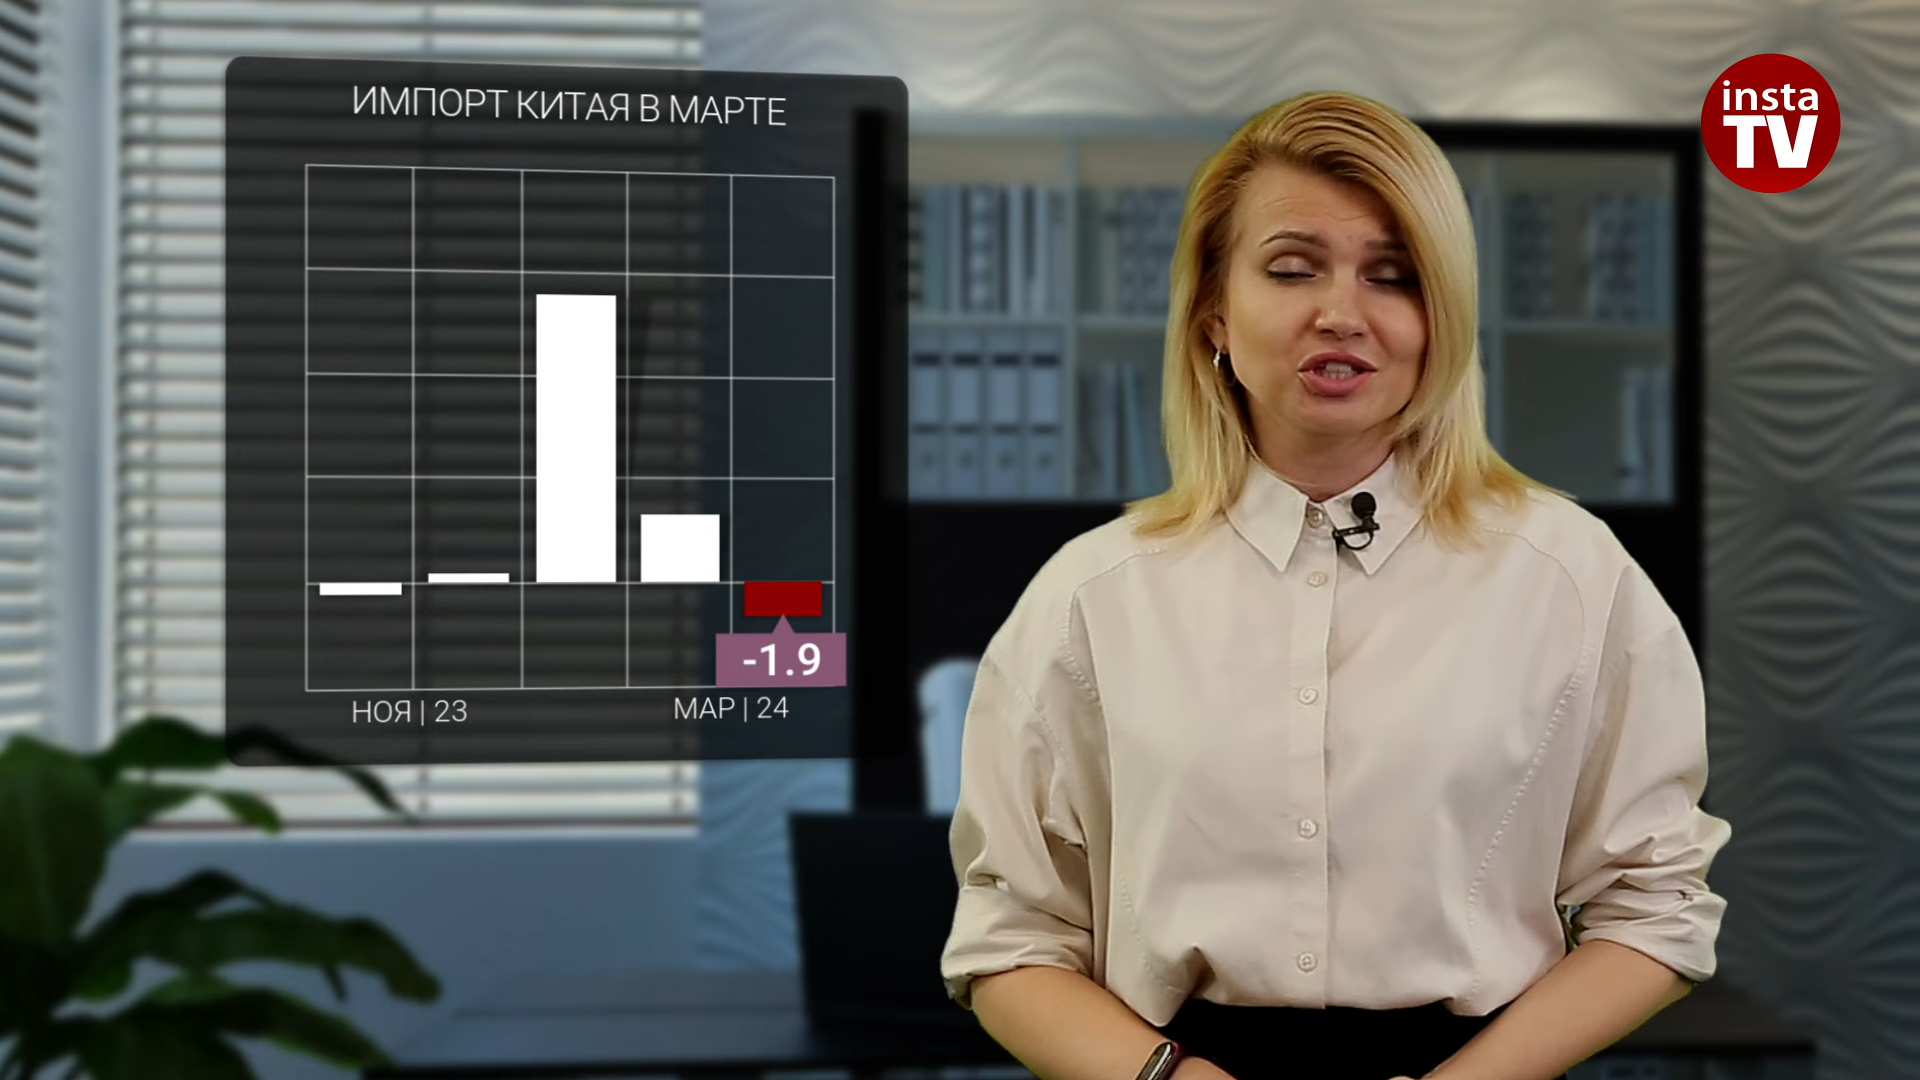 ИМПОРТ КИТАЯ В МАРТЕ
-1.9
НОЯ | 23
МАР | 24
insta
TV